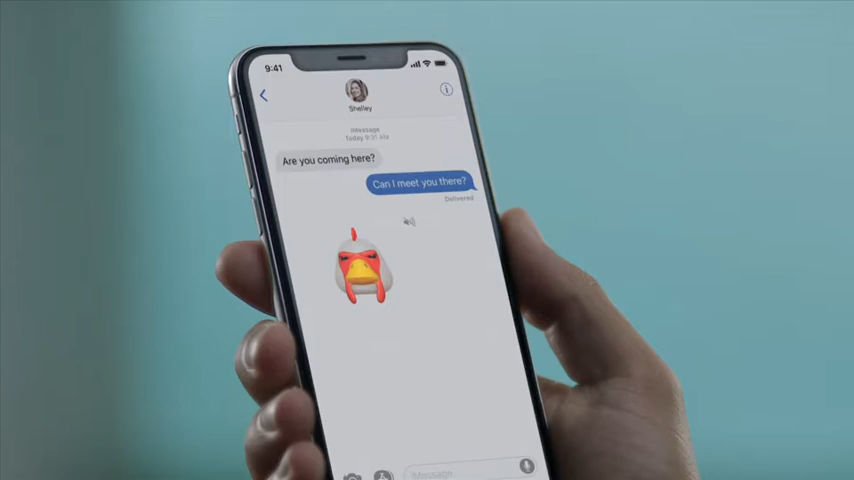 9:41
Shelley
iMessage
Today 9:31 AM
Are you coming here?
Can I meet you there?
Delivered
iMessage